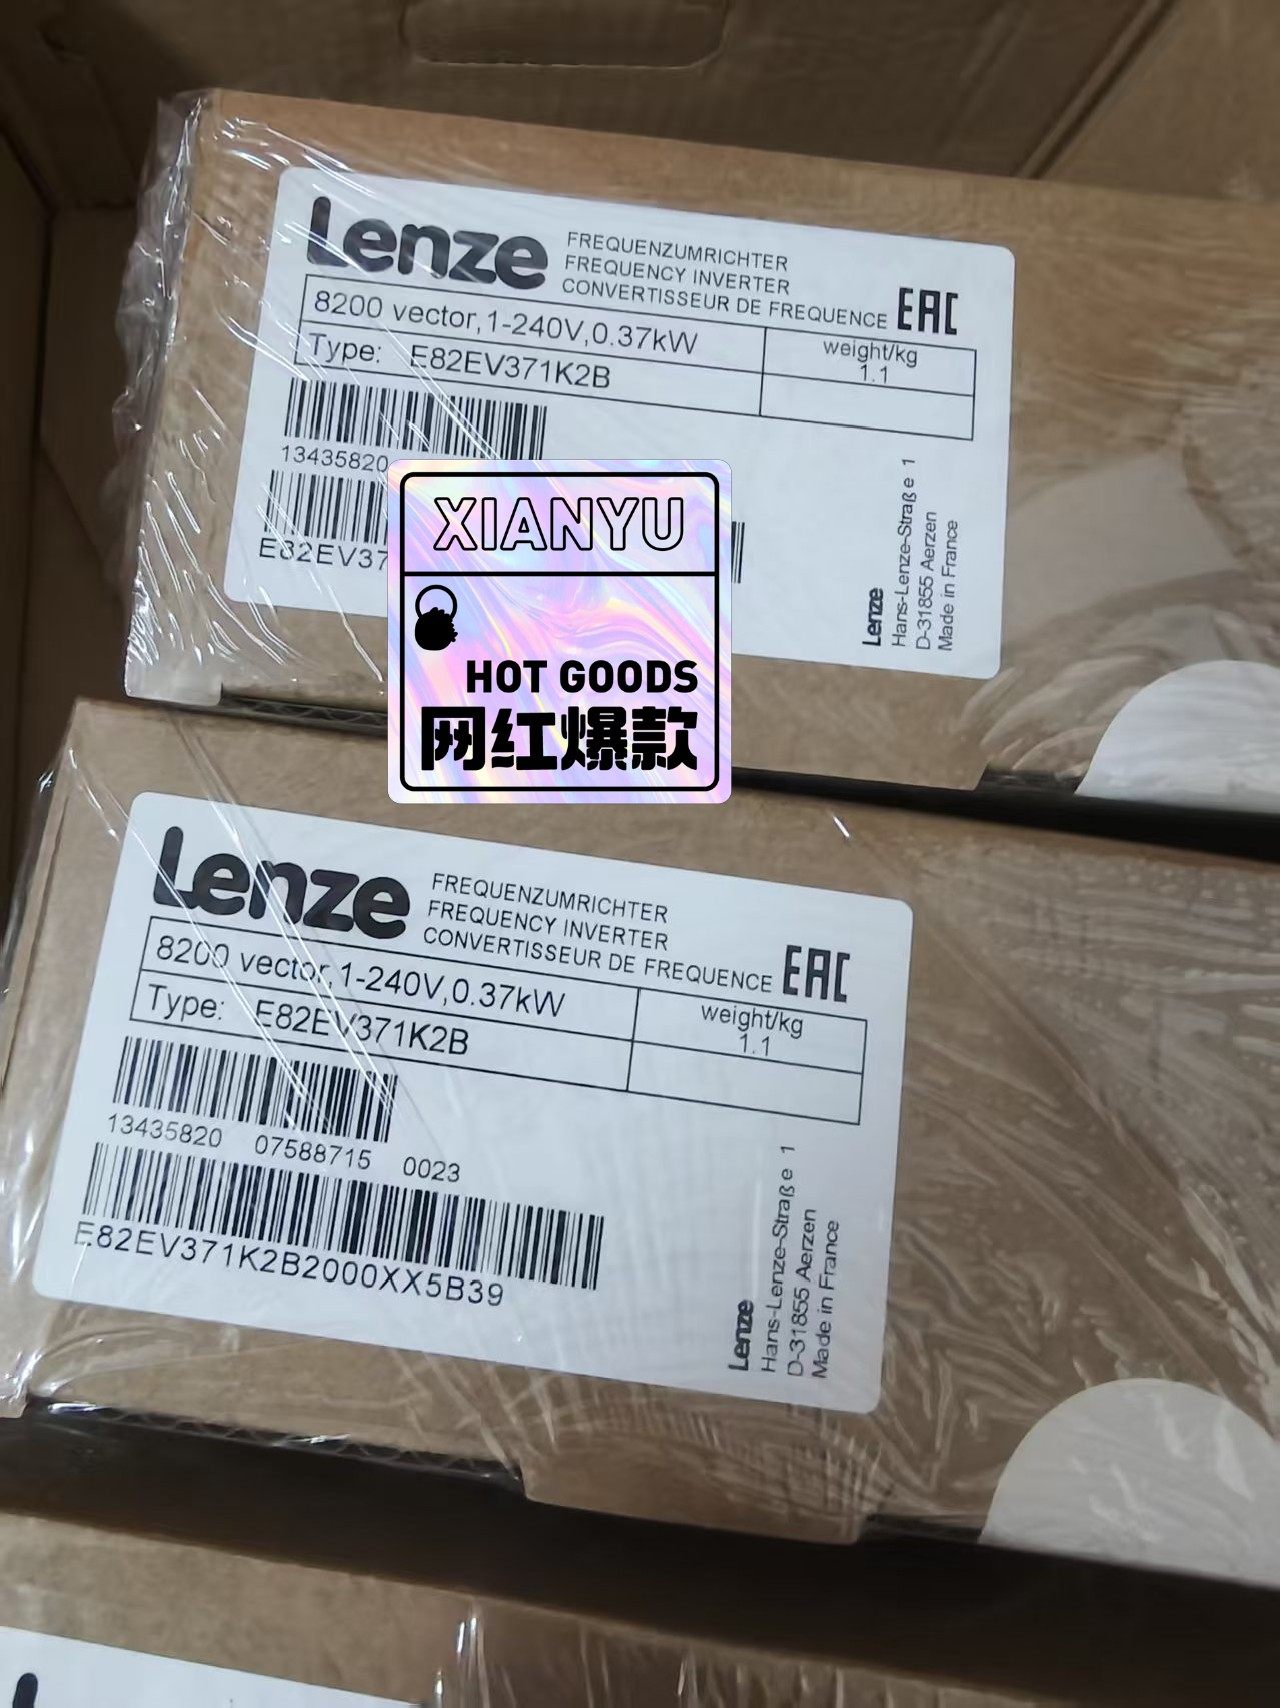 Lenze
FREQUENZUMRICHTER
FREQUENCY INVERTER
CONVERTISSEUR DE FREQUENCE
EAC
8200 vector,1-240V,0.37kW
weight/kg
1.1
Type: E82EV371K2B
13435820
E82EV37
Lenze
Hans-Lenze-Straße 1
D-31855 Aerzen
Made in France
XIANYU
HOT GOODS
网红爆款
Lenze
FREQUENZUMRICHTER
FREQUENCY INVERTER
CONVERTISSEUR DE FREQUENCE
EAC
8200 vector,1-240V,0.37kW
weight/kg
1.1
Type: E82EV371K2B
13435820 07588715 0023
E82EV371K2B2000XX5B39
Lenze
Hans-Lenze-Straße 1
D-31855 Aerzen
Made in France